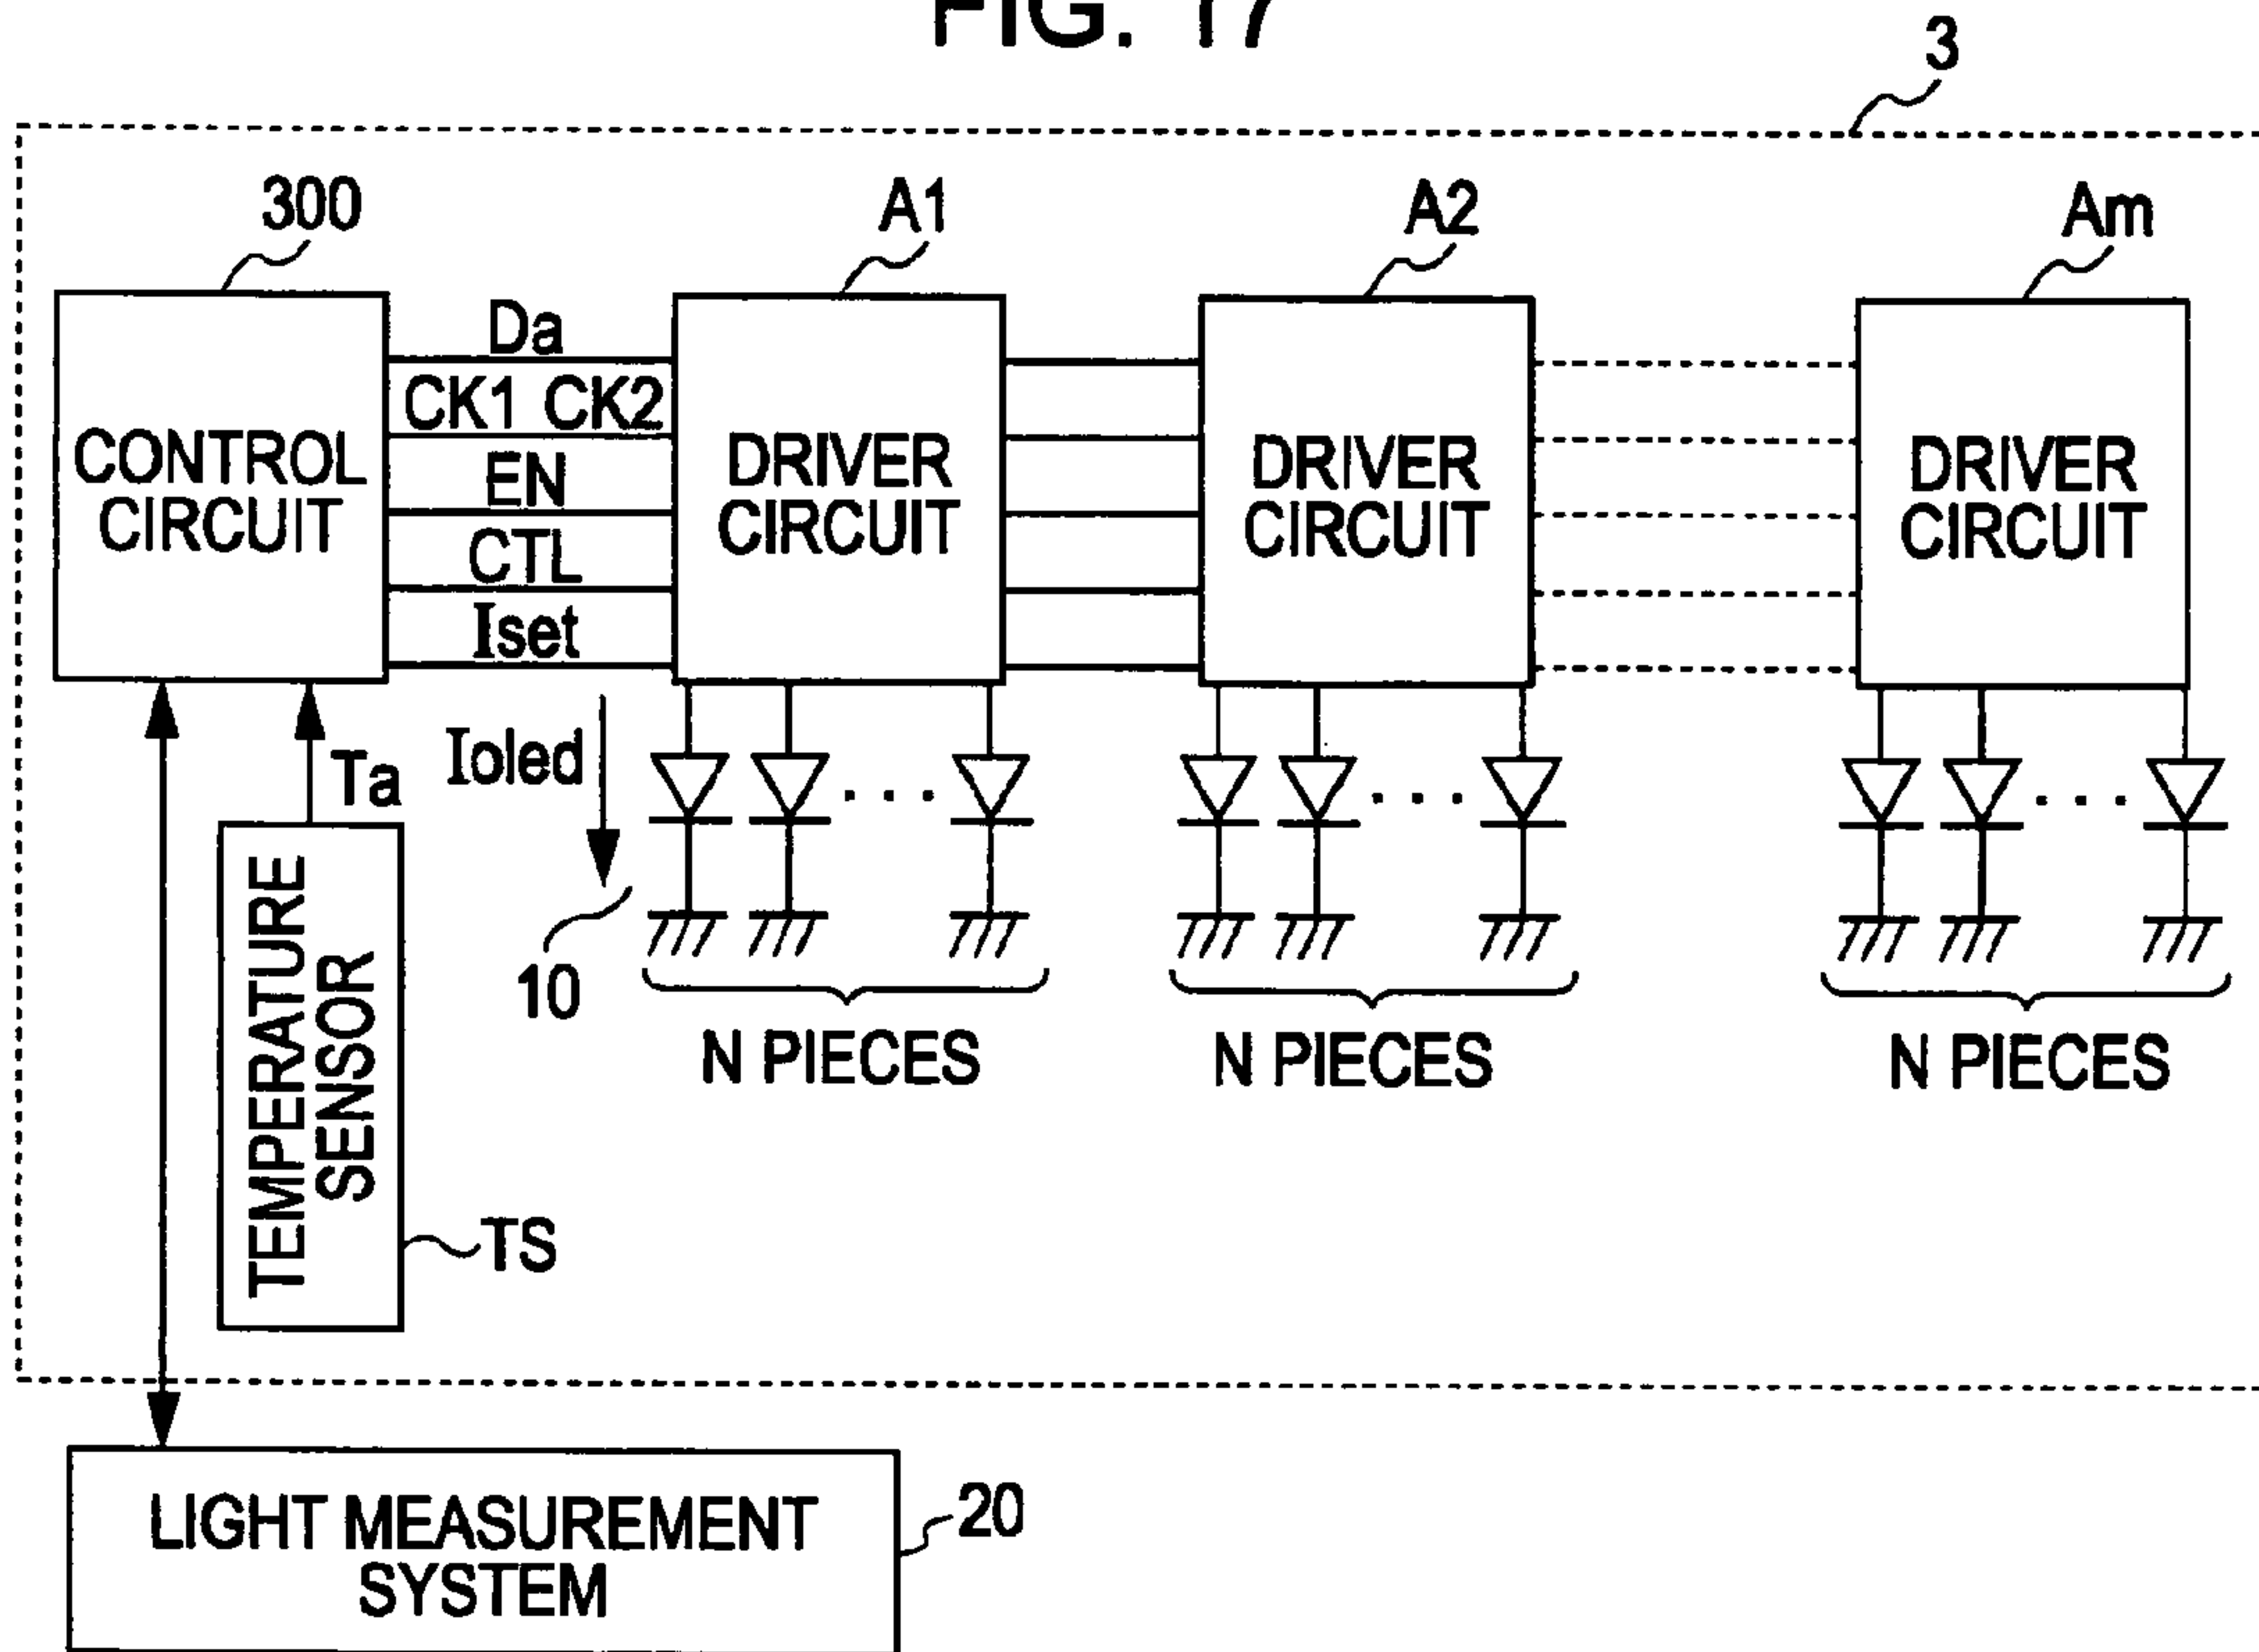 FIG. 17
3
300
A1
A2
Am
CONTROL
CIRCUIT
Da
CK1 CK2
EN
CTL
Iset
DRIVER
CIRCUIT
DRIVER
CIRCUIT
DRIVER
CIRCUIT
Ta
Ioled
10
N PIECES
N PIECES
N PIECES
TEMPERATURE
SENSOR
TS
LIGHT MEASUREMENT
SYSTEM
20